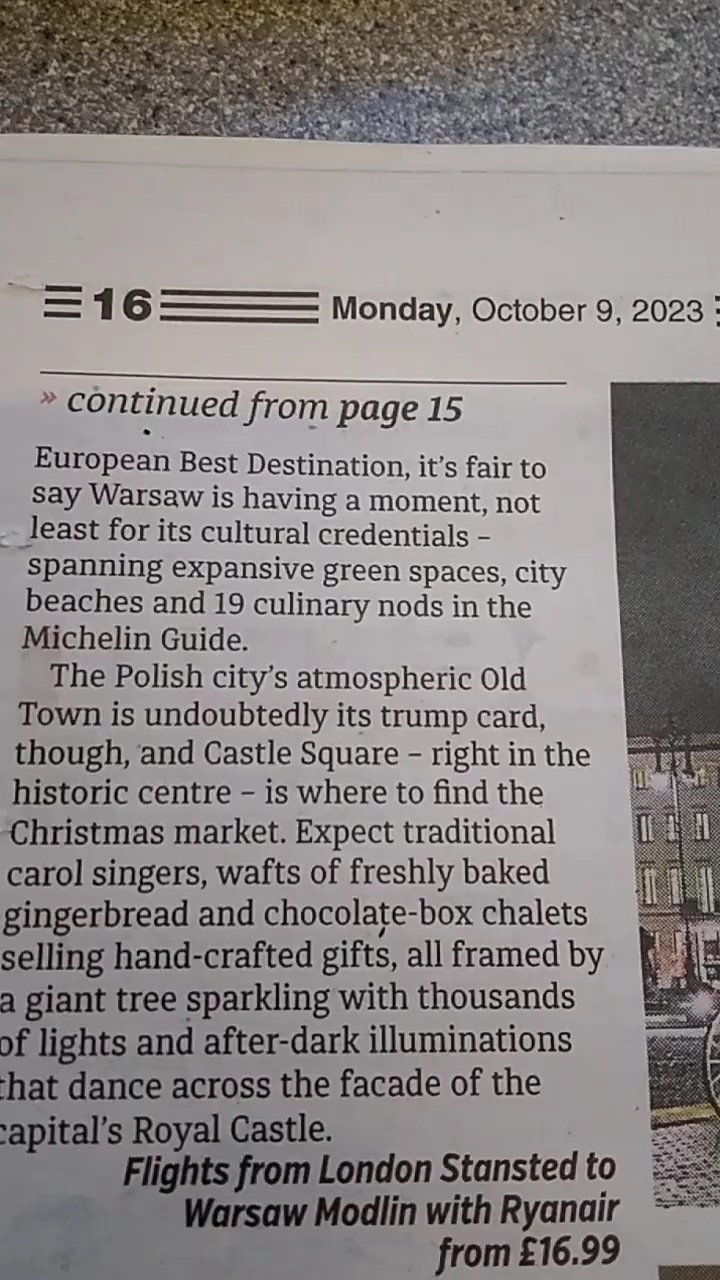 16 Monday, October 9, 2023
» continued from page 15
European Best Destination, it's fair to
say Warsaw is having a moment, not
least for its cultural credentials –
spanning expansive green spaces, city
beaches and 19 culinary nods in the
Michelin Guide.
The Polish city's atmospheric Old
Town is undoubtedly its trump card,
though, and Castle Square – right in the
historic centre – is where to find the
Christmas market. Expect traditional
carol singers, wafts of freshly baked
gingerbread and chocolate-box chalets
selling hand-crafted gifts, all framed by
a giant tree sparkling with thousands
of lights and after-dark illuminations
that dance across the facade of the
capital's Royal Castle.
Flights from London Stansted to
Warsaw Modlin with Ryanair
from £16.99